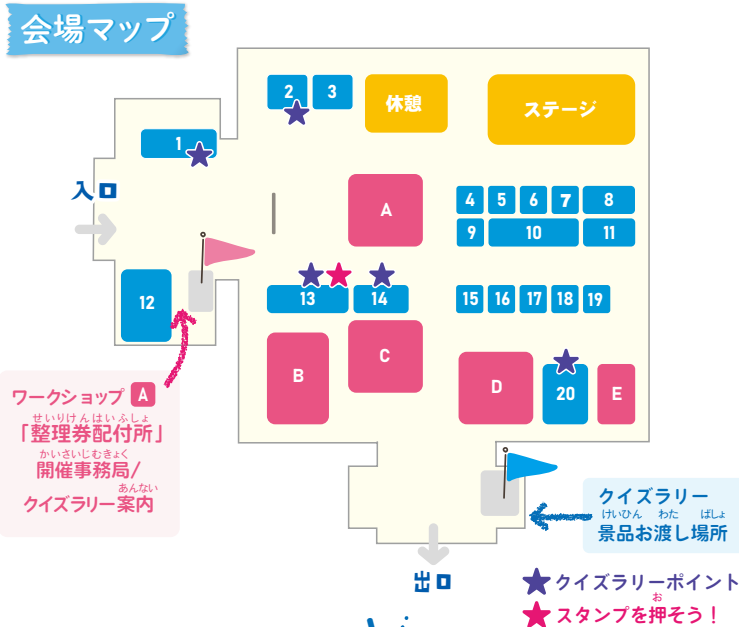 会場マップ
2 3 休憩 ステージ
1
入口
A
4 5 6 7 8
9 10 11
12
13 14
15 16 17 18 19
B C D 20 E
ワークショップ A
せいりけんはいふしょ
「整理券配付所」
かいさいじむきょく
開催事務局/
あんない
クイズラリー案内
クイズラリー
けいひん わた ばしょ
景品お渡し場所
出口
クイズラリーポイント
お
スタンプを押そう!